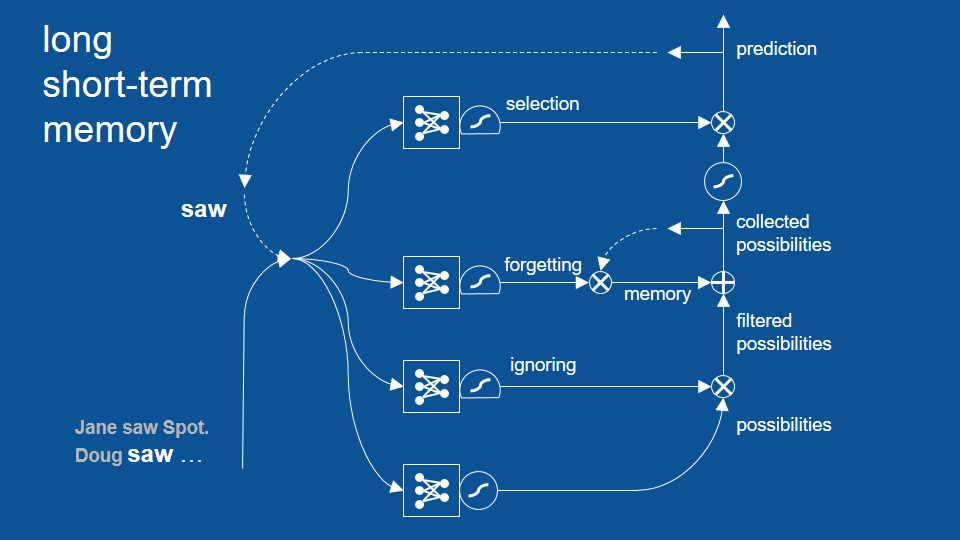 long
short-term
memory
prediction
selection
saw
collected
possibilities
forgetting
memory
filtered
possibilities
ignoring
Jane saw Spot.
Doug saw ...
possibilities